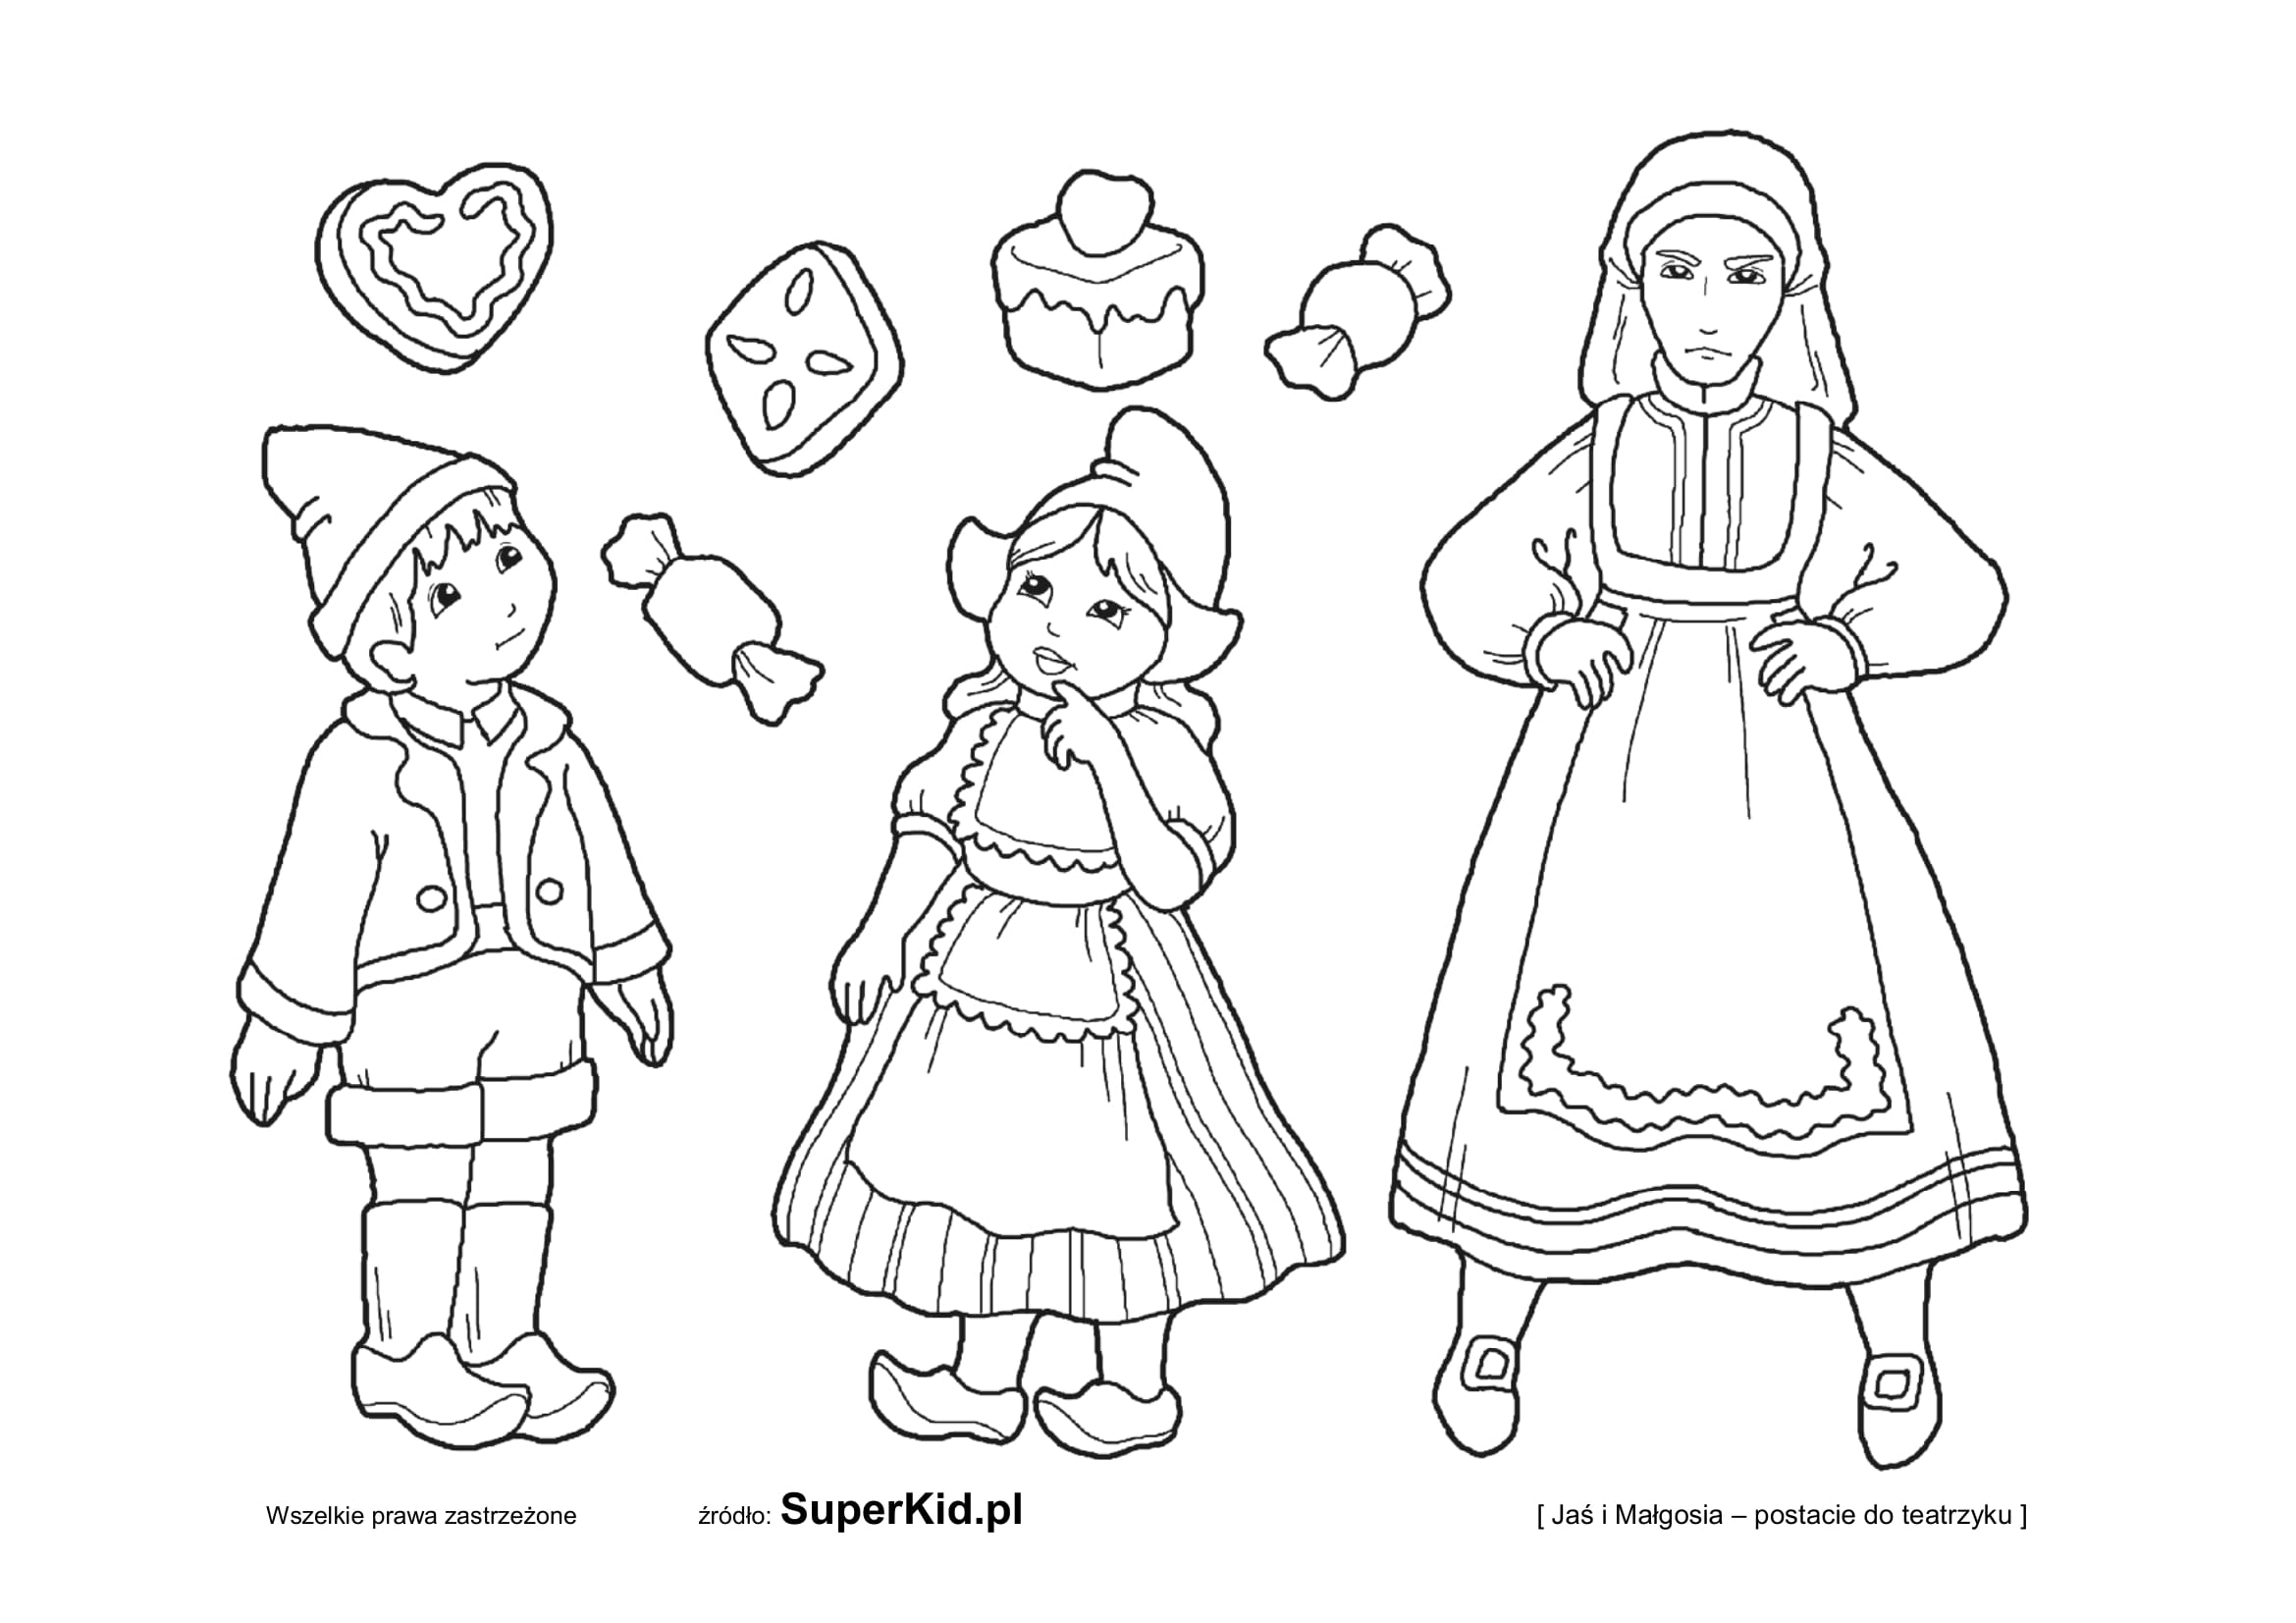 Wszelkie prawa zastrzeżone źródło: SuperKid.pl [ Jaś i Małgosia – postacie do teatrzyku ]